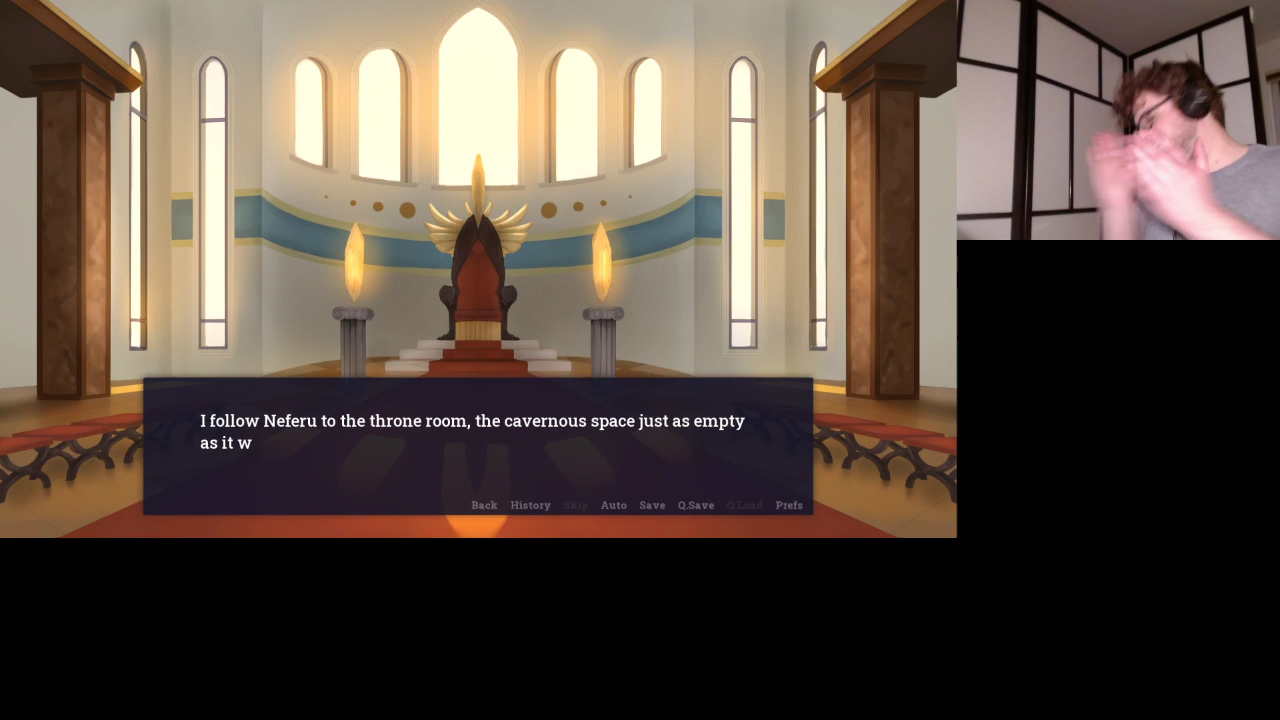 I follow Neferu to the throne room, the cavernous space just as empty
as it w
Back History Skip Auto Save Q.Save Q.Load Prefs